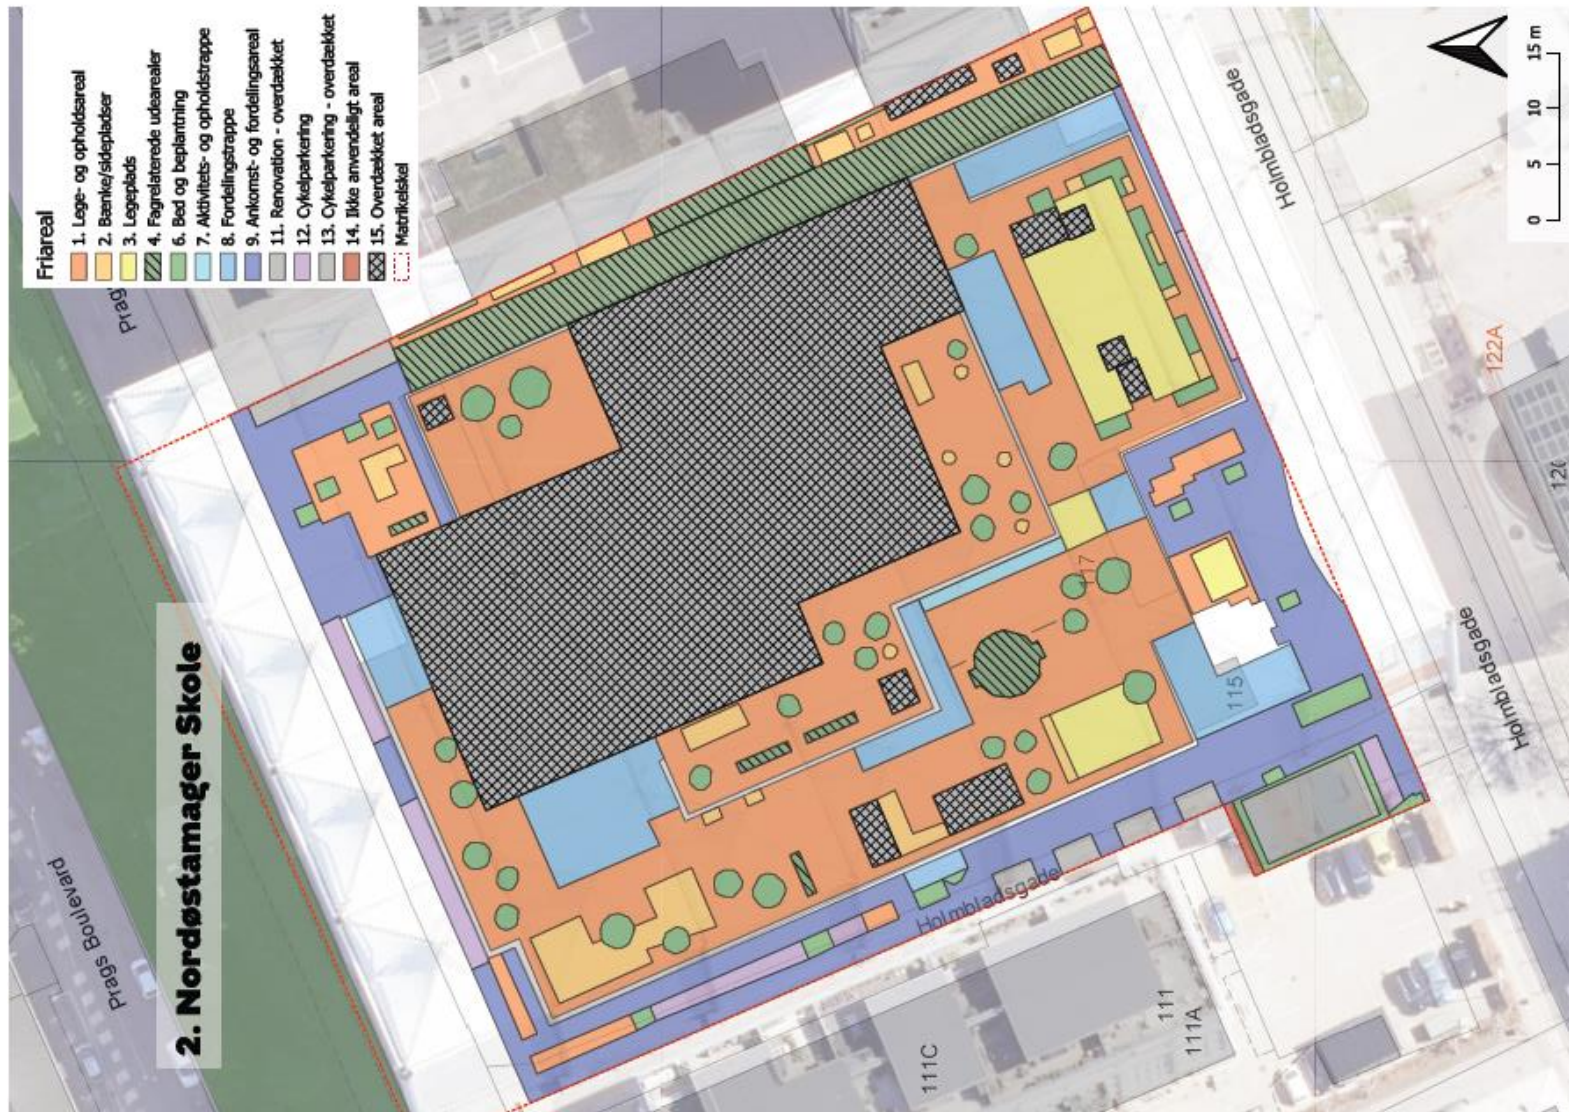 Friareal
1. Lege- og opholdsareal
2. Bænke/siddepladser
3. Legeplads
4. Fagrelaterede udearealer
6. Bed og beplantning
7. Aktivitets- og opholdstrappe
8. Fordelingstrappe
9. Ankomst- og fordelingsareal
11. Renovation - overdækket
12. Cykelparkering
13. Cykelparkering - overdækket
14. Ikke anvendeligt areal
15. Overdækket areal
Matrikelskel
2. Nordøstamager Skole
Prags Boulevard
Prag
Holmbladsgade
Holmbladsgade
Holmbladsgade
117
115
111
111A
111C
122A
0 5 10 15 m